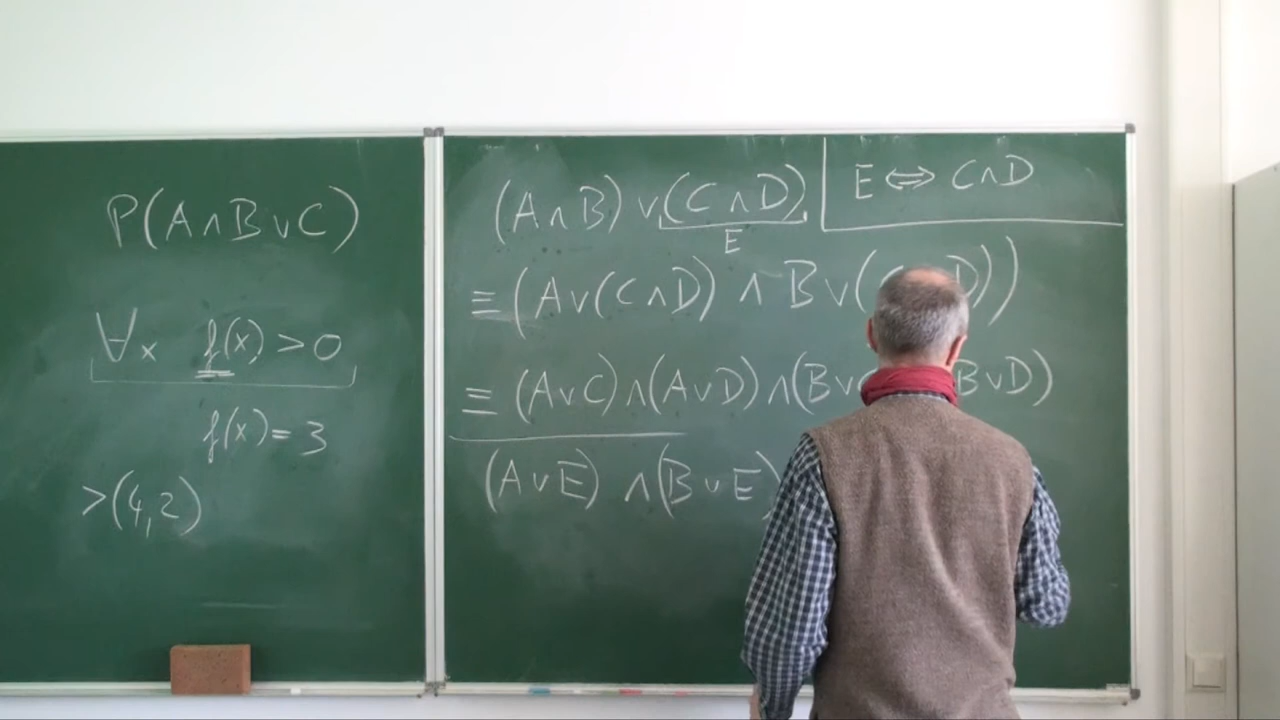 P(A∧B∨C)
∀x f(x) > 0
f(x) = 3
>(4,2)
(A∧B) ∨ (C∧D)
E
E ⇔ C∧D
≡ (A∨(C∧D) ∧ B∨( D))
≡ (A∨C)∧(A∨D)∧(B∨ B∨D)
(A∨E) ∧(B∨E)